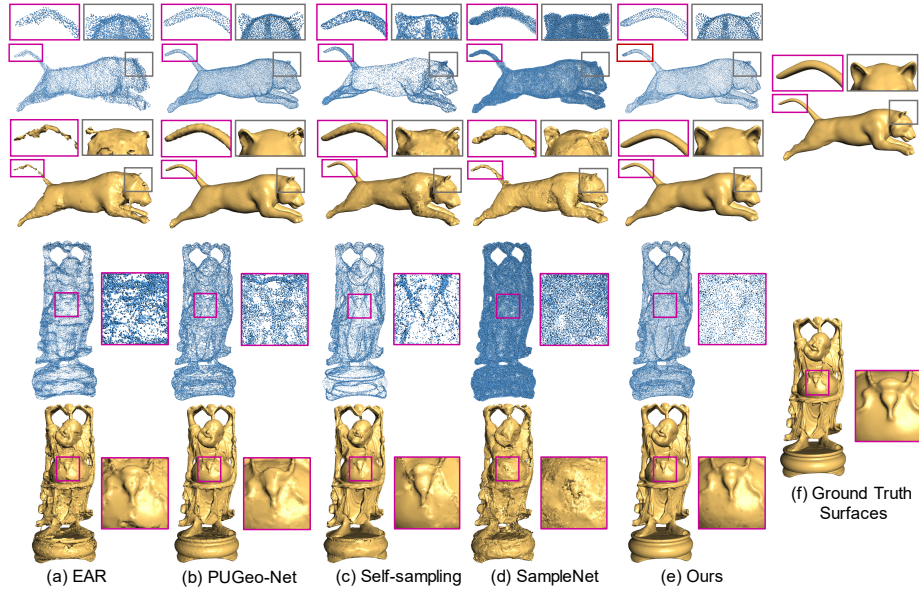 (a) EAR
(b) PUGeo-Net
(c) Self-sampling
(d) SampleNet
(e) Ours
(f) Ground Truth
Surfaces